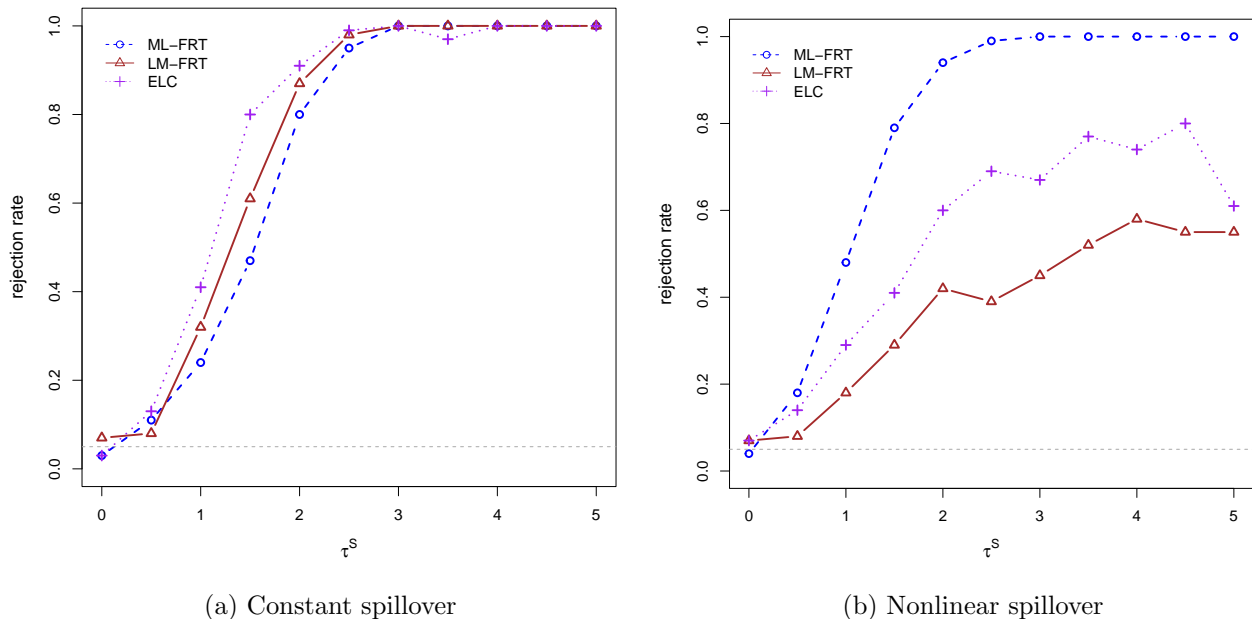 ML−FRT
LM−FRT
ELC
rejection rate
0.0
0.2
0.4
0.6
0.8
1.0
0 1 2 3 4 5
τS
(a) Constant spillover
ML−FRT
LM−FRT
ELC
rejection rate
0.0
0.2
0.4
0.6
0.8
1.0
0 1 2 3 4 5
τS
(b) Nonlinear spillover